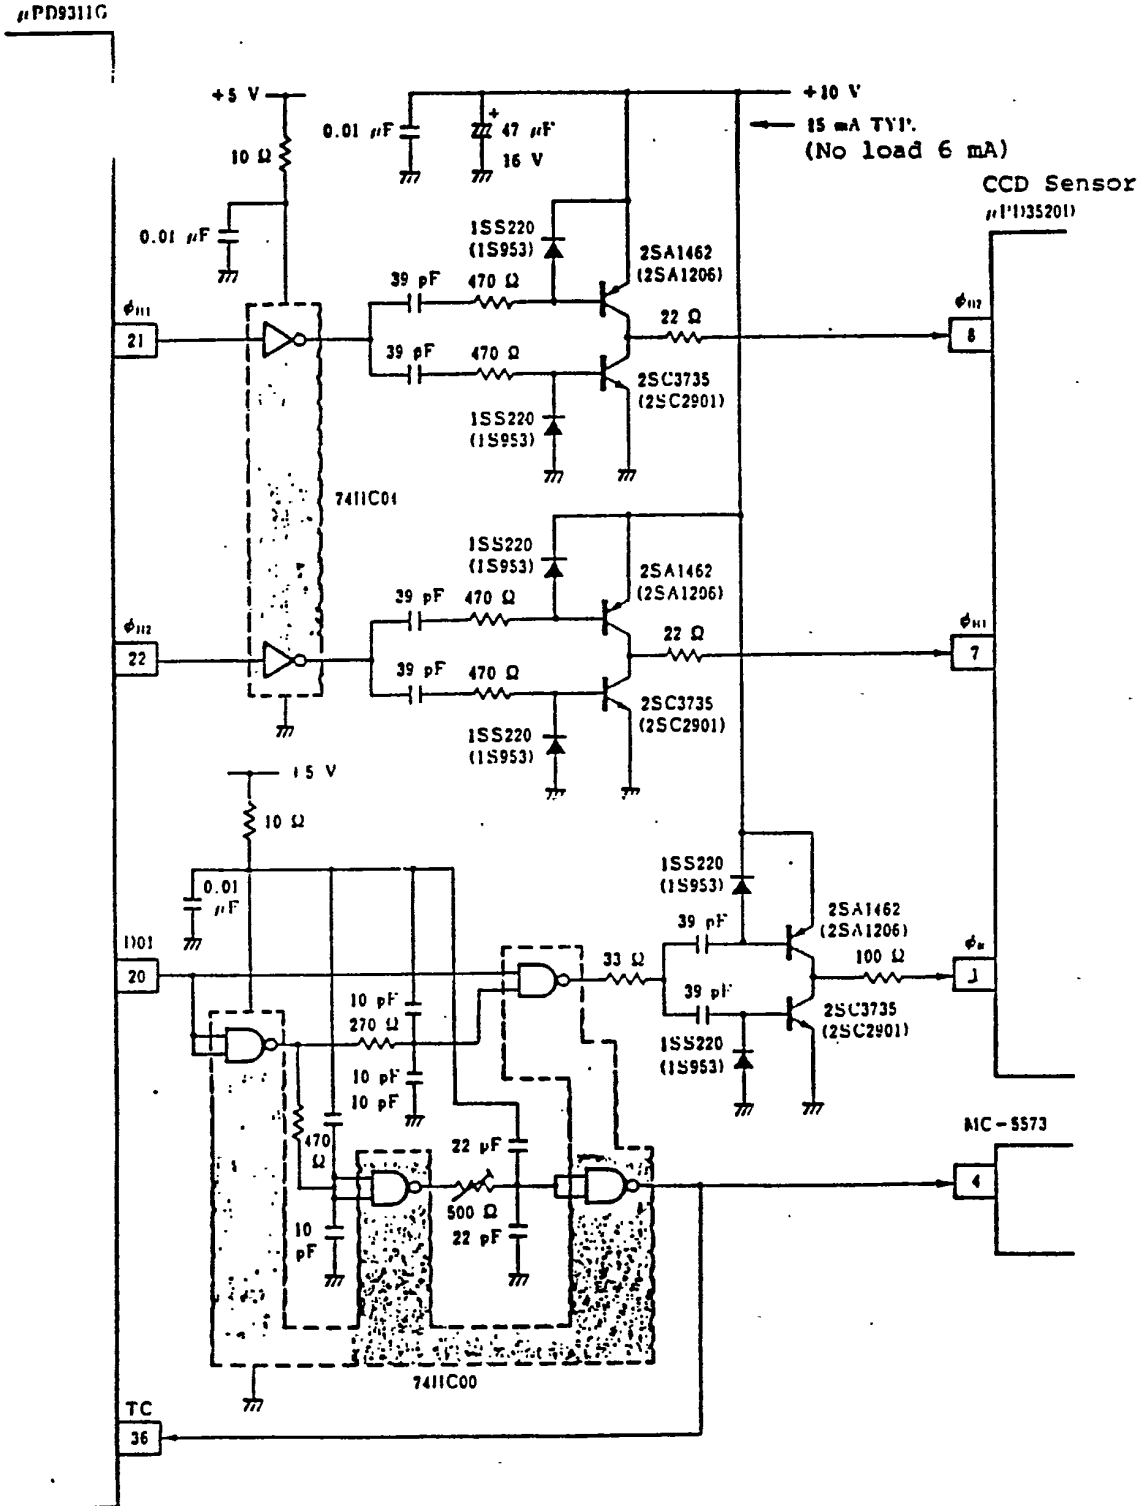 μPD9311G
+5 V
10 Ω
0.01 μF
0.01 μF
47 μF
16 V
+
+10 V
15 mA TYP.
(No load 6 mA)
CCD Sensor
μPD3520D
φH1
21
39 pF
470 Ω
1SS220
(1S953)
2SA1462
(2SA1206)
22 Ω
φH2
8
39 pF
470 Ω
2SC3735
(2SC2901)
1SS220
(1S953)
74HC04
1SS220
(1S953)
2SA1462
(2SA1206)
39 pF
470 Ω
22 Ω
φH2
22
φH1
7
39 pF
470 Ω
2SC3735
(2SC2901)
1SS220
(1S953)
+5 V
10 Ω
0.01
μF
1SS220
(1S953)
2SA1462
(2SA1206)
39 pF
33 Ω
100 Ω
20
φR
10 pF
270 Ω
39 pF
2SC3735
(2SC2901)
1SS220
(1S953)
10 pF
10 pF
470
Ω
22 pF
500 Ω
22 pF
10
pF
MC-5573
4
74HC00
TC
36